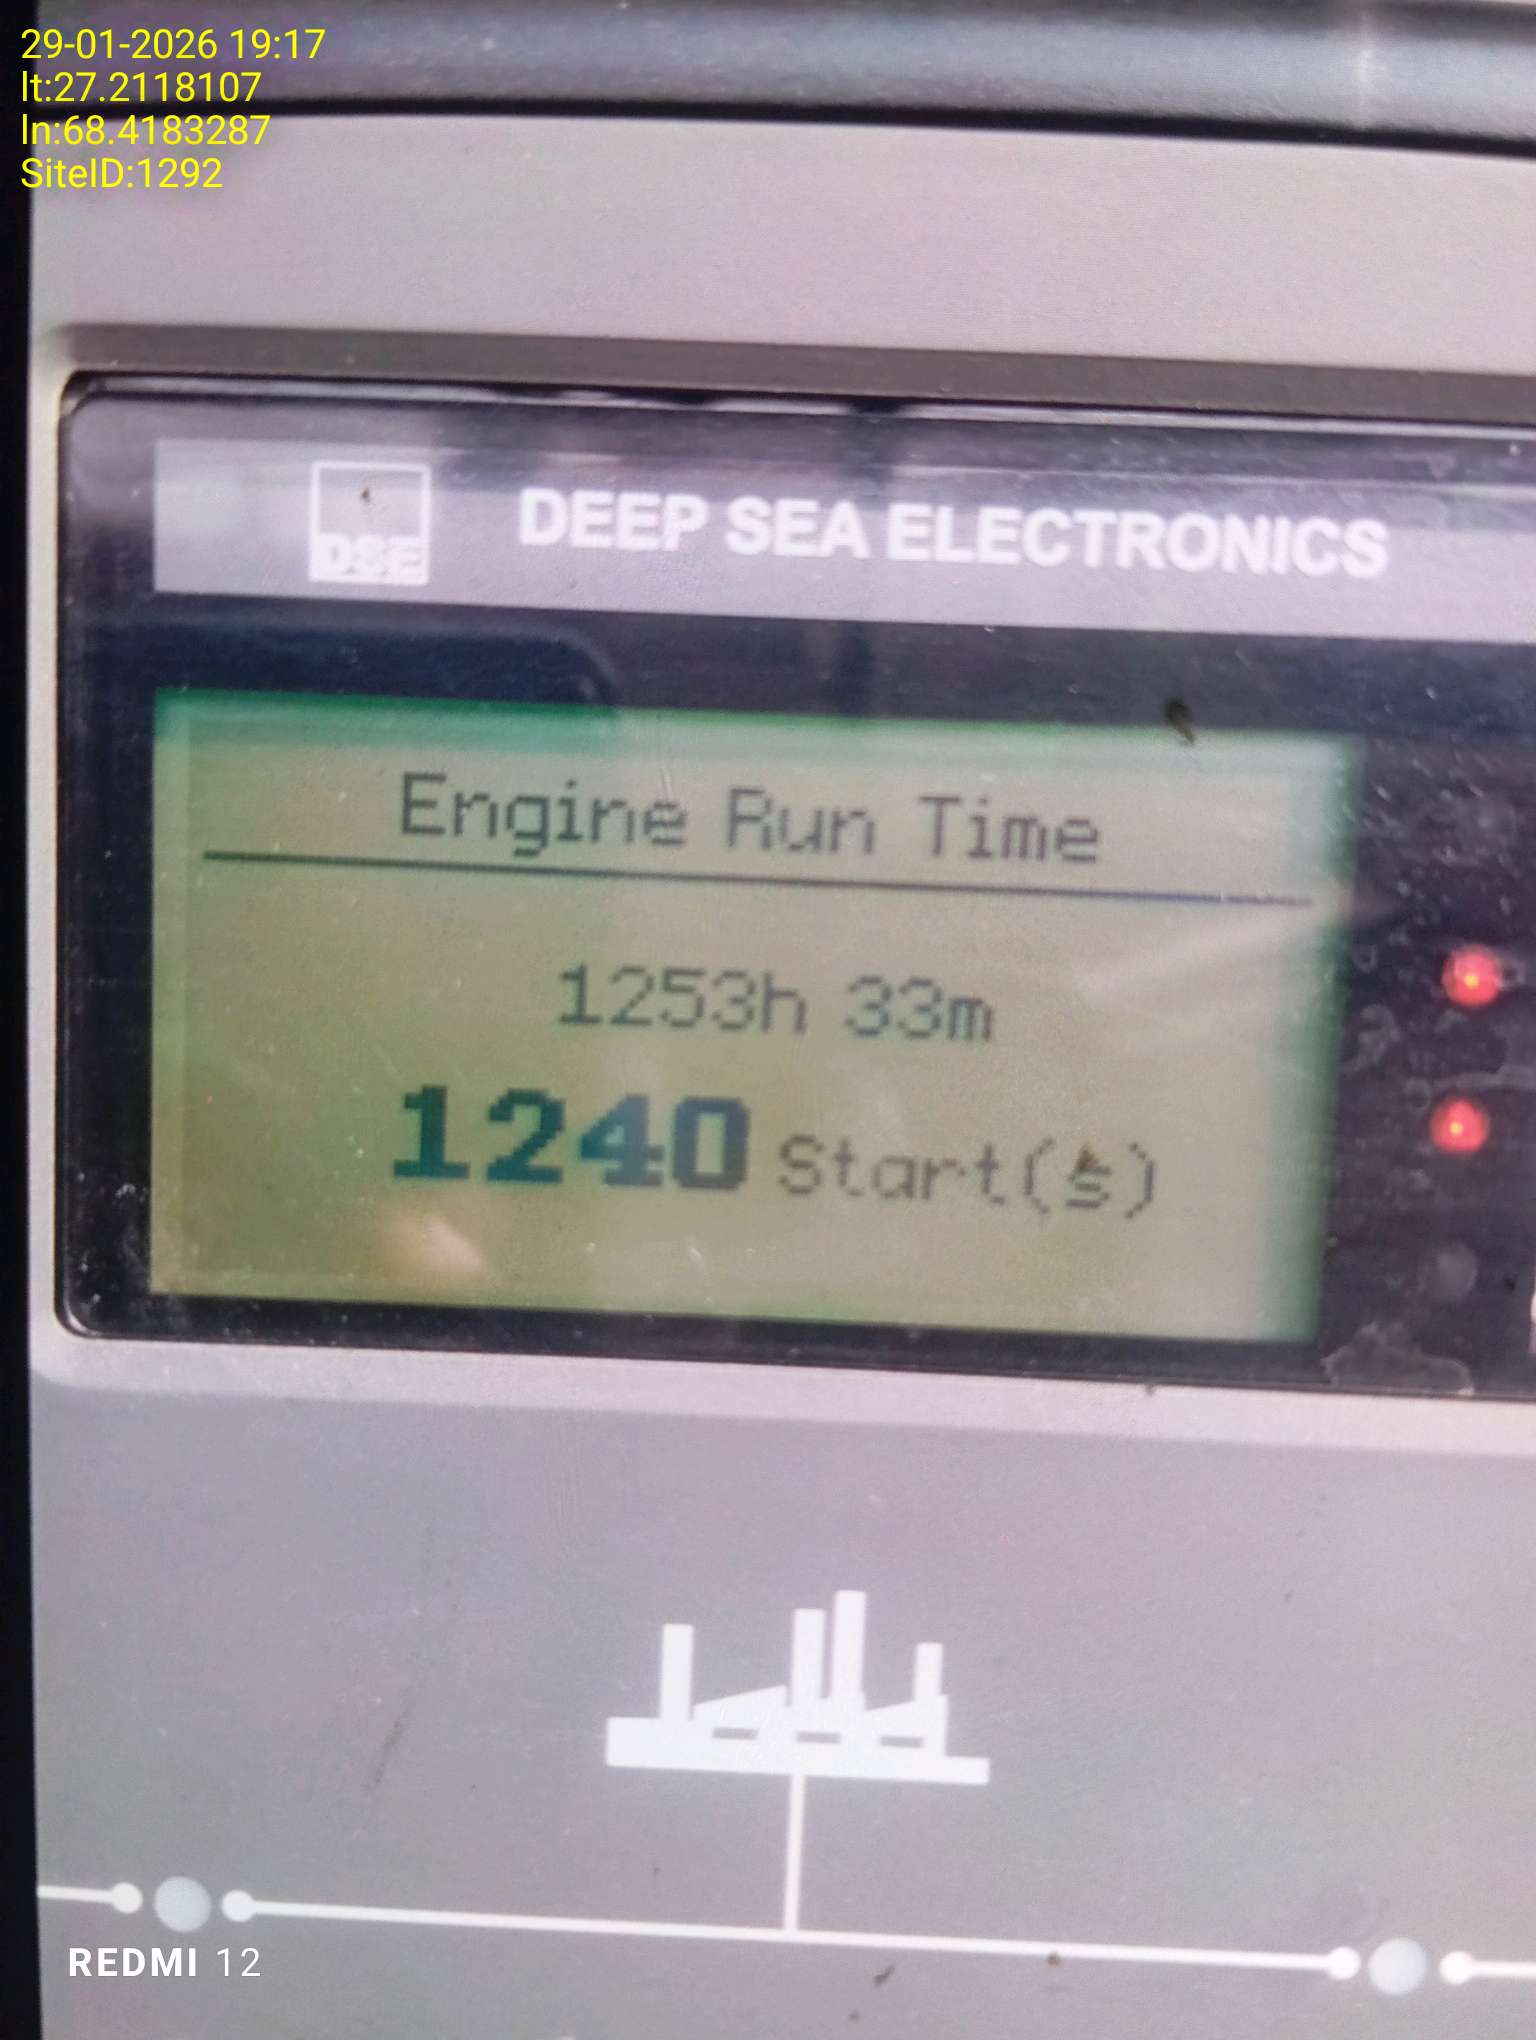 29-01-2026 19:17
lt:27.2118107
ln:68.4183287
SiteID:1292
DSE
DEEP SEA ELECTRONICS
Engine Run Time
1253h 33m
1240 Start(s)
REDMI 12